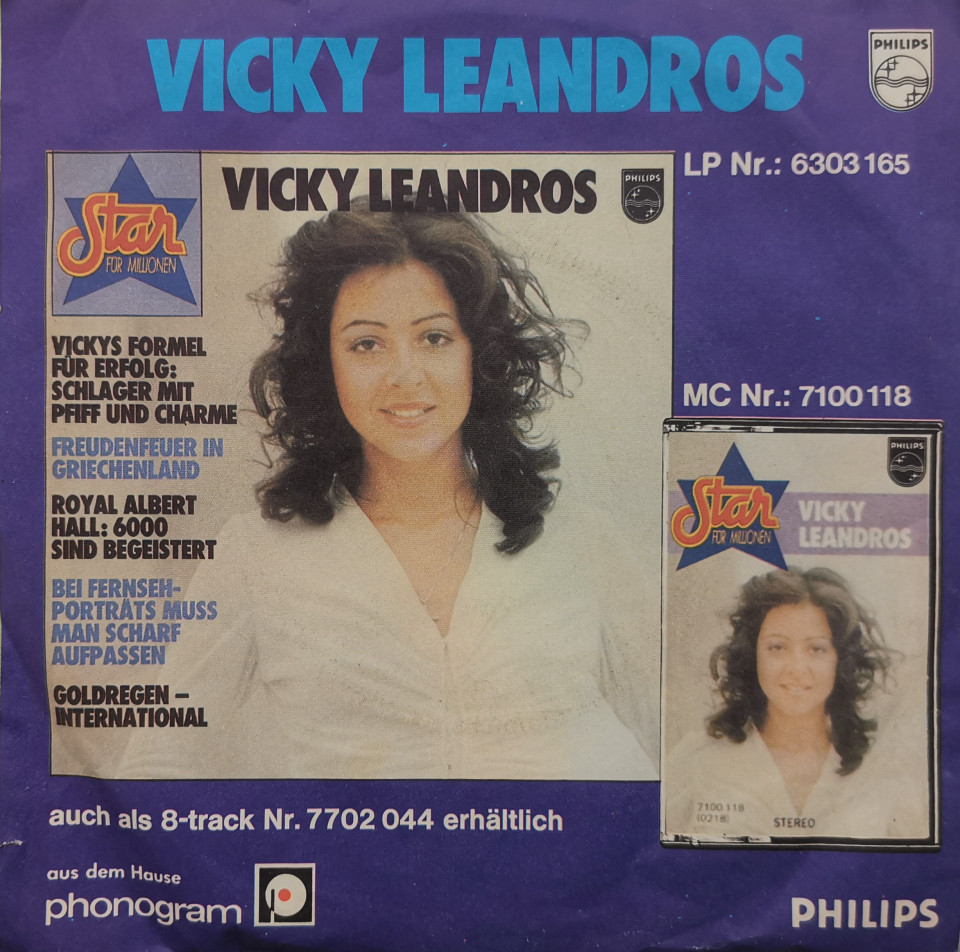 VICKY LEANDROS
PHILIPS
LP Nr.: 6303 165
Star
FÜR MILLIONEN
VICKY LEANDROS
PHILIPS
VICKYS FORMEL
FÜR ERFOLG:
SCHLAGER MIT
PFIFF UND CHARME
FREUDENFEUER IN
GRIECHENLAND
ROYAL ALBERT
HALL: 6000
SIND BEGEISTERT
BEI FERNSEH-
PORTRÄTS MUSS
MAN SCHARF
AUFPASSEN
GOLDREGEN –
INTERNATIONAL
MC Nr.: 7100 118
PHILIPS
Star
FÜR MILLIONEN
VICKY
LEANDROS
7100 118
(0218)
STEREO
auch als 8-track Nr. 7702 044 erhältlich
aus dem Hause
phonogram
PHILIPS